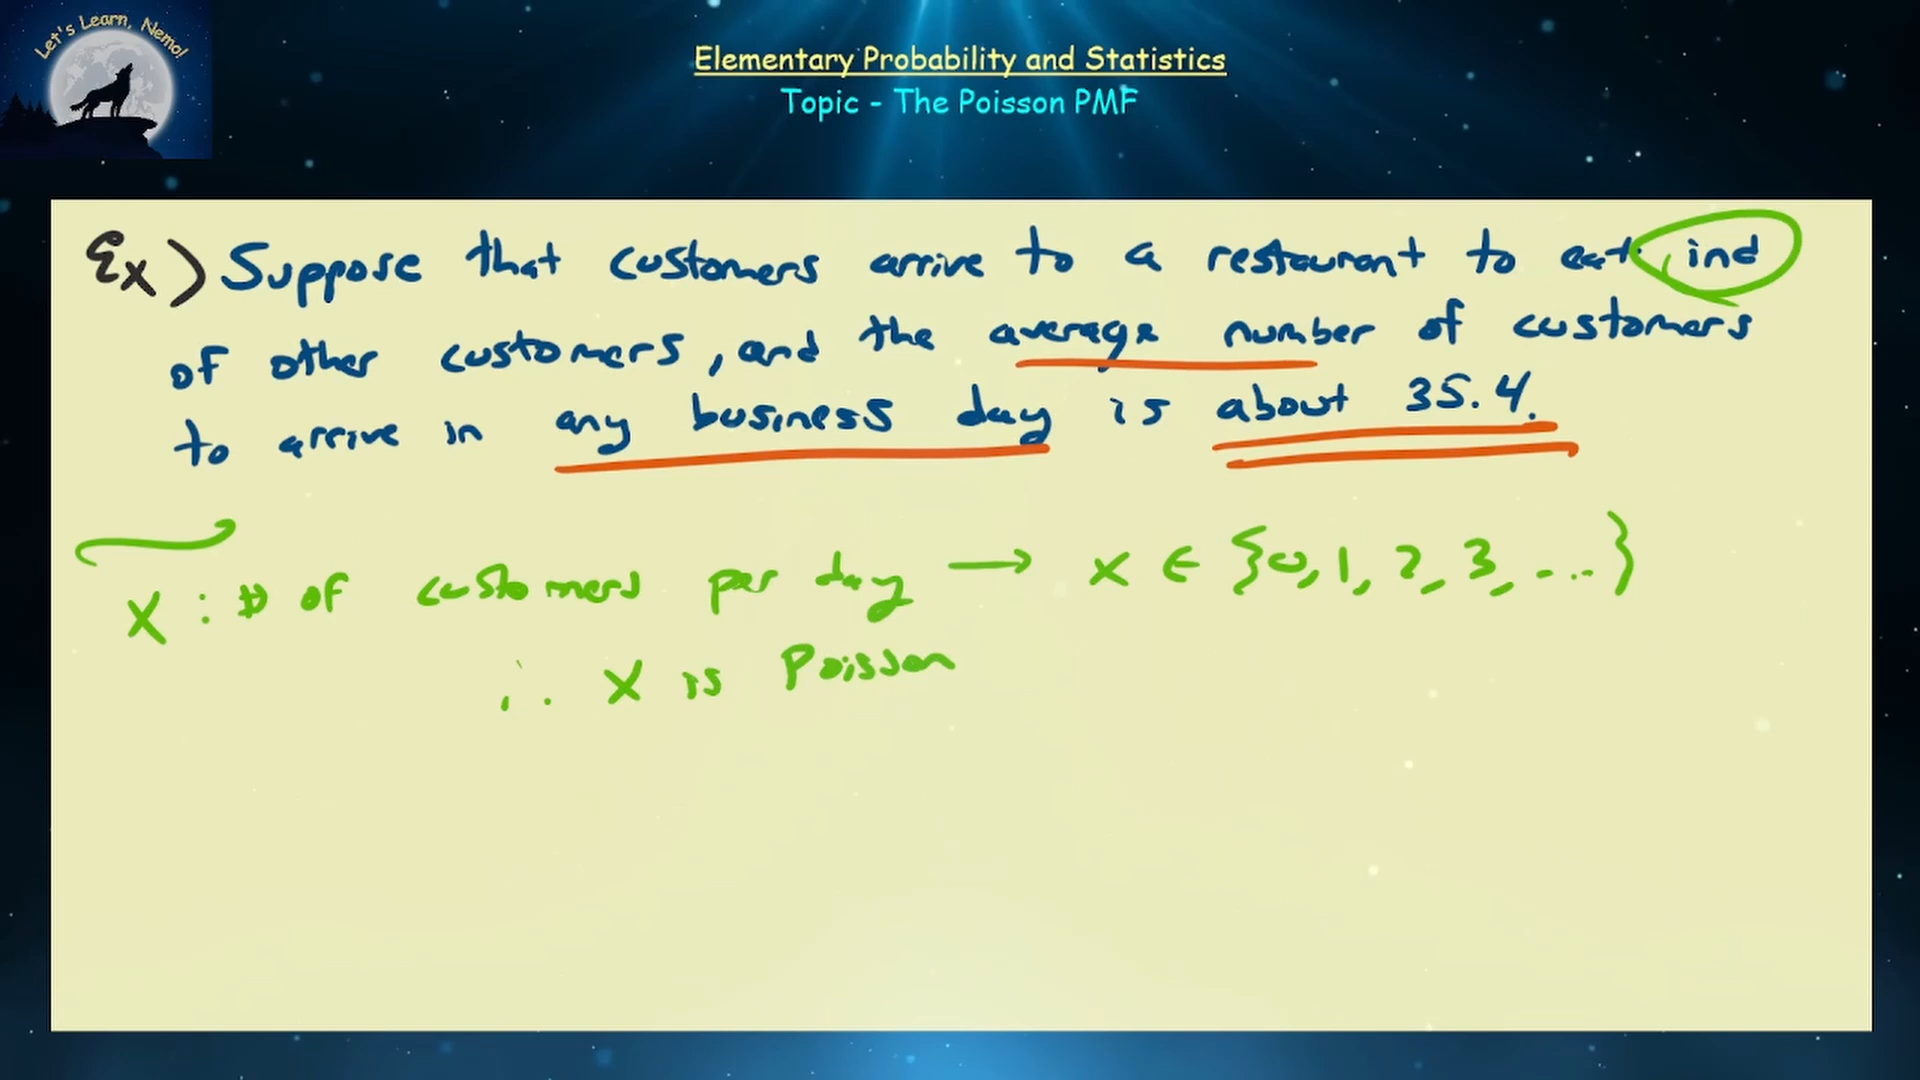 Let's Learn, Nemo!
Elementary Probability and Statistics
Topic - The Poisson PMF
Ex) Suppose that customers arrive to a restaurant to eat ind
of other customers, and the average number of customers
to arrive in any business day is about 35.4.
X : # of customers per day → x ∈ {0, 1, 2, 3, ...}
∴ X is Poisson